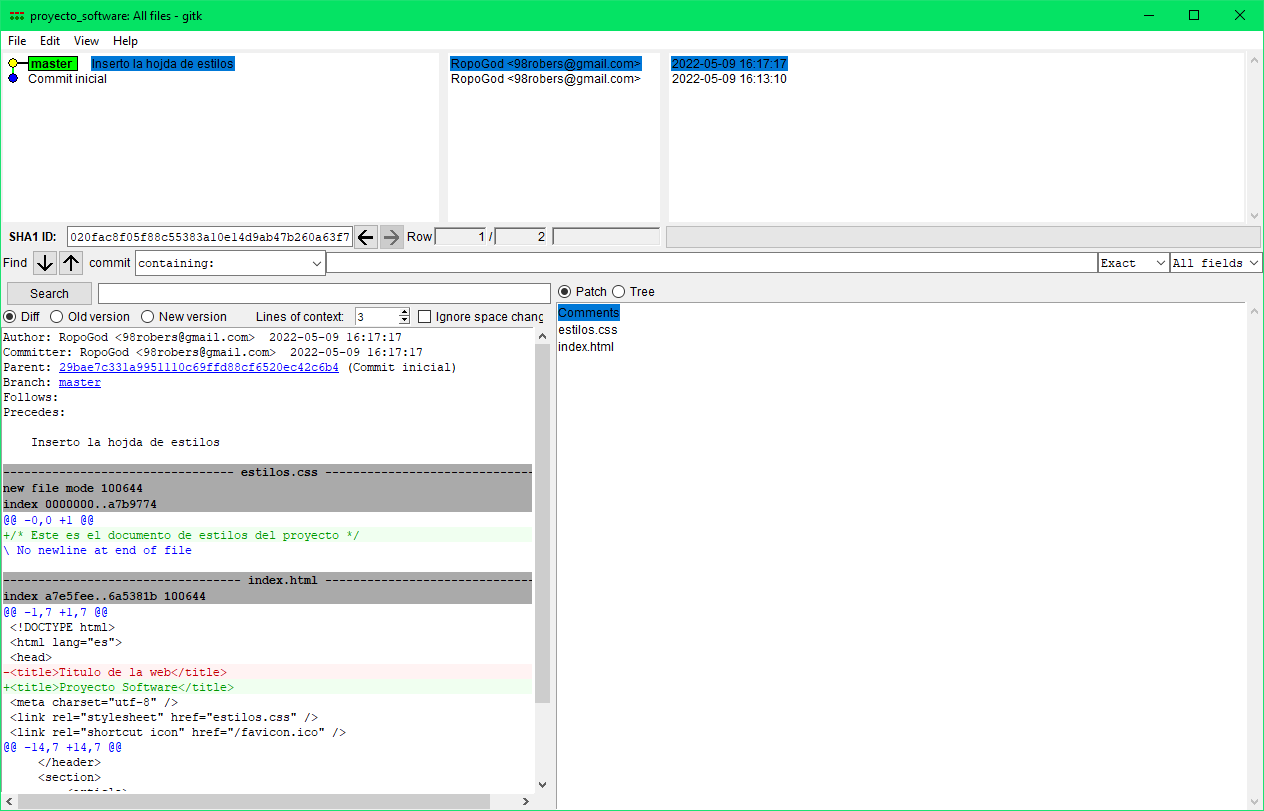 proyecto_software: All files - gitk
File Edit View Help
master Inserto la hojda de estilos RopoGod <98robers@gmail.com> 2022-05-09 16:17:17
Commit inicial RopoGod <98robers@gmail.com> 2022-05-09 16:13:10
SHA1 ID: 020fac8f05f88c55383a10e14d9ab47b260a63f7 Row 1 / 2
Find commit containing: Exact All fields
Search Patch Tree
Diff Old version New version Lines of context: 3 Ignore space chang
Comments
estilos.css
index.html
Author: RopoGod <98robers@gmail.com> 2022-05-09 16:17:17
Committer: RopoGod <98robers@gmail.com> 2022-05-09 16:17:17
Parent: 29bae7c331a9951110c69ffd88cf6520ec42c6b4 (Commit inicial)
Branch: master
Follows:
Precedes:
Inserto la hojda de estilos
--------------------------------- estilos.css ------------------------------
new file mode 100644
index 0000000..a7b9774
@@ -0,0 +1 @@
+/* Este es el documento de estilos del proyecto */
\ No newline at end of file
---------------------------------- index.html ------------------------------
index a7e5fee..6a5381b 100644
@@ -1,7 +1,7 @@
<!DOCTYPE html>
<html lang="es">
<head>
-<title>Titulo de la web</title>
+<title>Proyecto Software</title>
<meta charset="utf-8" />
<link rel="stylesheet" href="estilos.css" />
<link rel="shortcut icon" href="/favicon.ico" />
@@ -14,7 +14,7 @@
</header>
<section>